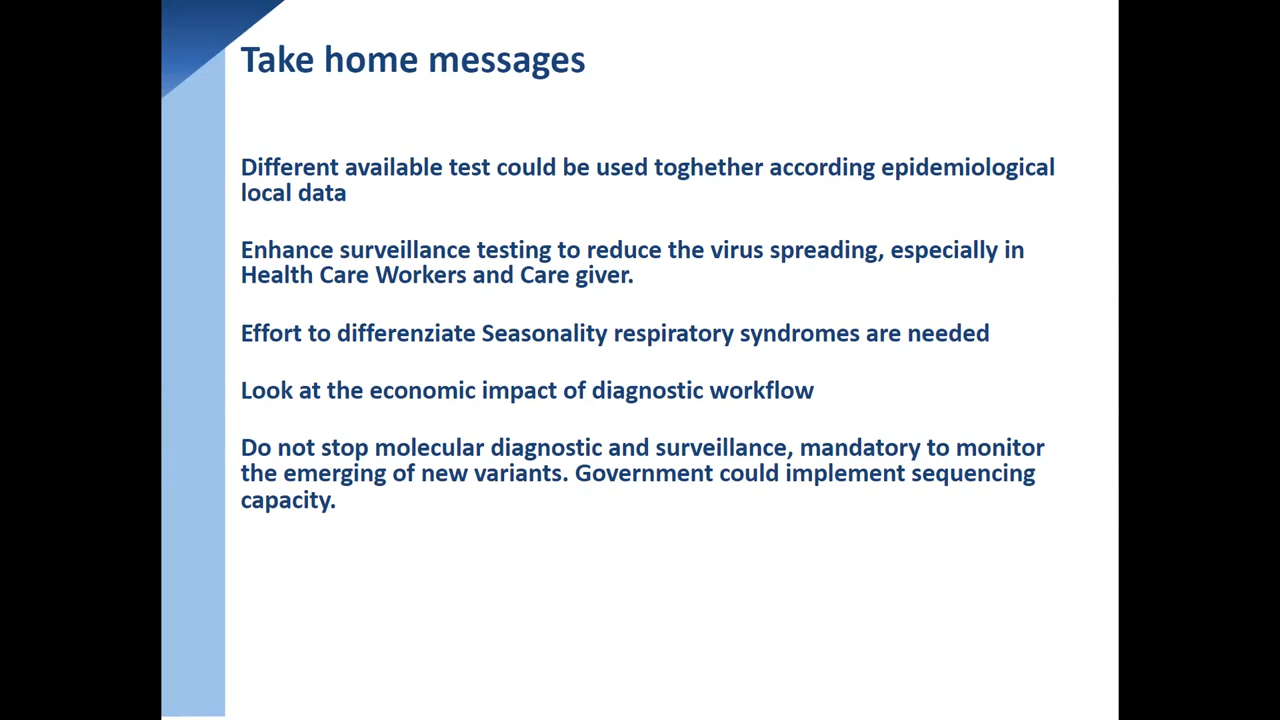 Take home messages
Different available test could be used toghether according epidemiological
local data
Enhance surveillance testing to reduce the virus spreading, especially in
Health Care Workers and Care giver.
Effort to differenziate Seasonality respiratory syndromes are needed
Look at the economic impact of diagnostic workflow
Do not stop molecular diagnostic and surveillance, mandatory to monitor
the emerging of new variants. Government could implement sequencing
capacity.